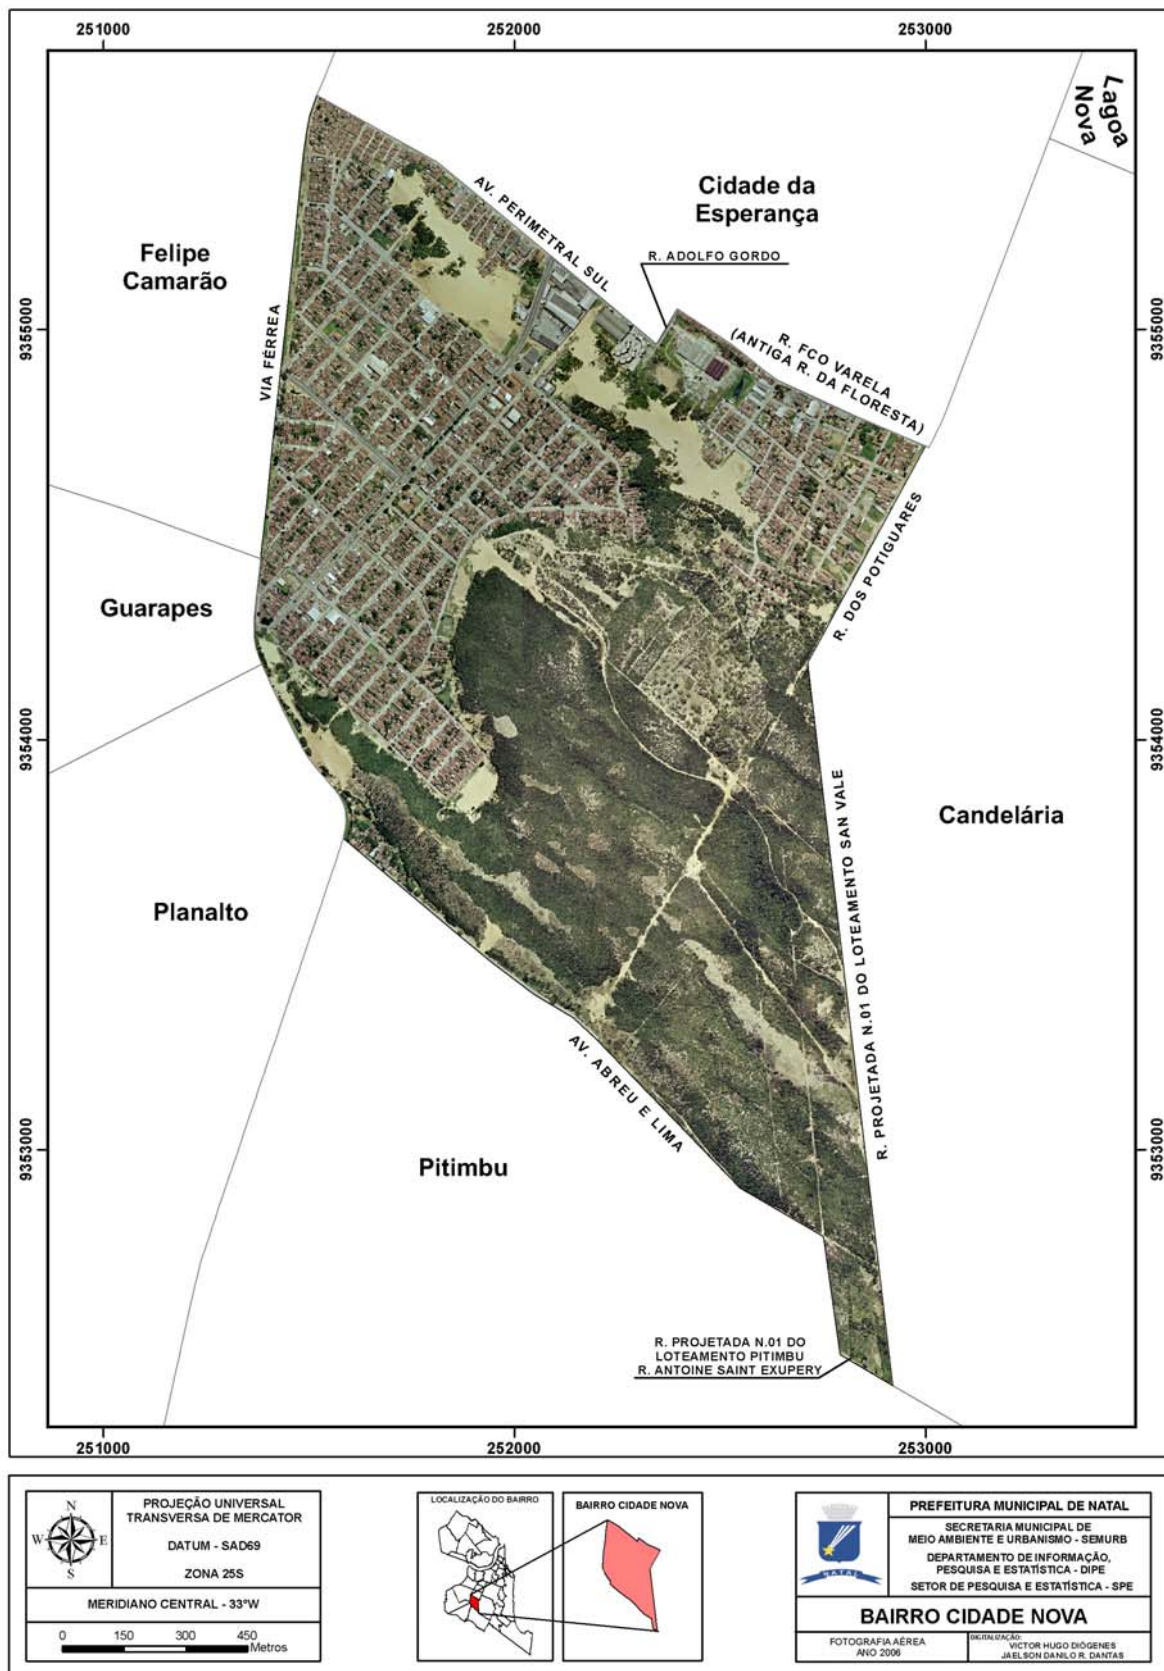 251000
252000
253000
Lagoa
Nova
Cidade da
Esperança
AV. PERIMETRAL SUL
R. ADOLFO GORDO
Felipe
Camarão
9355000
9355000
R. FCO VARELA
(ANTIGA R. DA FLORESTA)
VIA FÉRREA
R. DOS POTIGUARES
Guarapes
9354000
9354000
Candelária
R. PROJETADA N.01 DO LOTEAMENTO SAN VALE
Planalto
AV. ABREU E LIMA
9353000
9353000
Pitimbu
R. PROJETADA N.01 DO
LOTEAMENTO PITIMBU
R. ANTOINE SAINT EXUPERY
251000
252000
253000
N
W
E
S
PROJEÇÃO UNIVERSAL
TRANSVERSA DE MERCATOR
DATUM - SAD69
ZONA 25S
MERIDIANO CENTRAL - 33°W
0 150 300 450
Metros
LOCALIZAÇÃO DO BAIRRO
BAIRRO CIDADE NOVA
NATAL
PREFEITURA MUNICIPAL DE NATAL
SECRETARIA MUNICIPAL DE
MEIO AMBIENTE E URBANISMO - SEMURB
DEPARTAMENTO DE INFORMAÇÃO,
PESQUISA E ESTATÍSTICA - DIPE
SETOR DE PESQUISA E ESTATÍSTICA - SPE
BAIRRO CIDADE NOVA
FOTOGRAFIA AÉREA
ANO 2006
DIGITALIZAÇÃO:
VICTOR HUGO DIÓGENES
JAELSON DANILO R. DANTAS